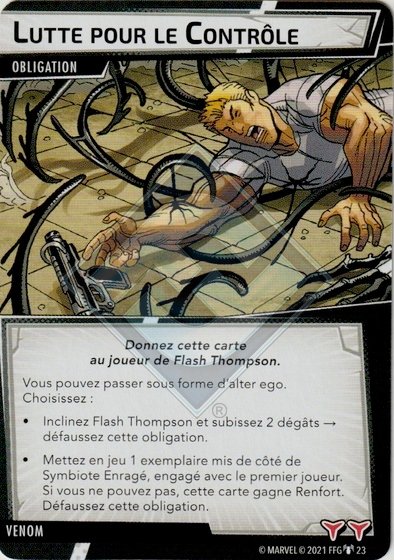 Lutte pour le Contrôle
OBLIGATION
Donnez cette carte
au joueur de Flash Thompson.
Vous pouvez passer sous forme d'alter ego.
Choisissez :
• Inclinez Flash Thompson et subissez 2 dégâts →
défaussez cette obligation.
• Mettez en jeu 1 exemplaire mis de côté de
Symbiote Enragé, engagé avec le premier joueur.
Si vous ne pouvez pas, cette carte gagne Renfort.
Défaussez cette obligation.
®
VENOM
© MARVEL © 2021 FFG 23